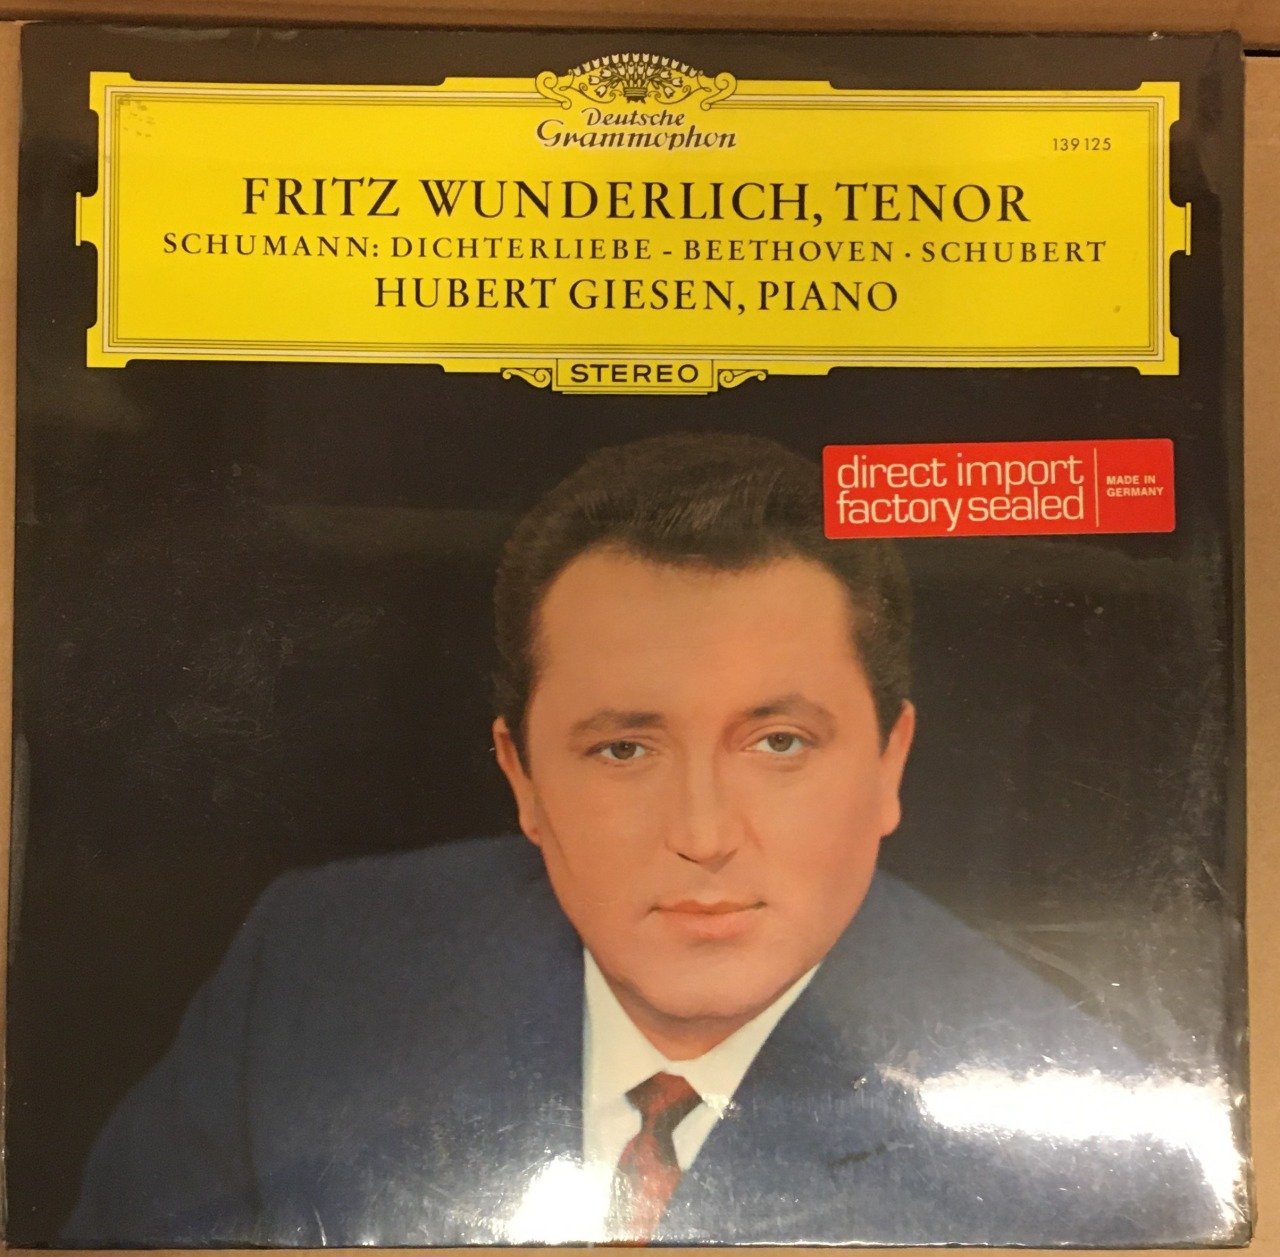 Deutsche
Grammophon
139 125
FRITZ WUNDERLICH, TENOR
SCHUMANN: DICHTERLIEBE - BEETHOVEN · SCHUBERT
HUBERT GIESEN, PIANO
STEREO
direct import
factory sealed
MADE IN
GERMANY